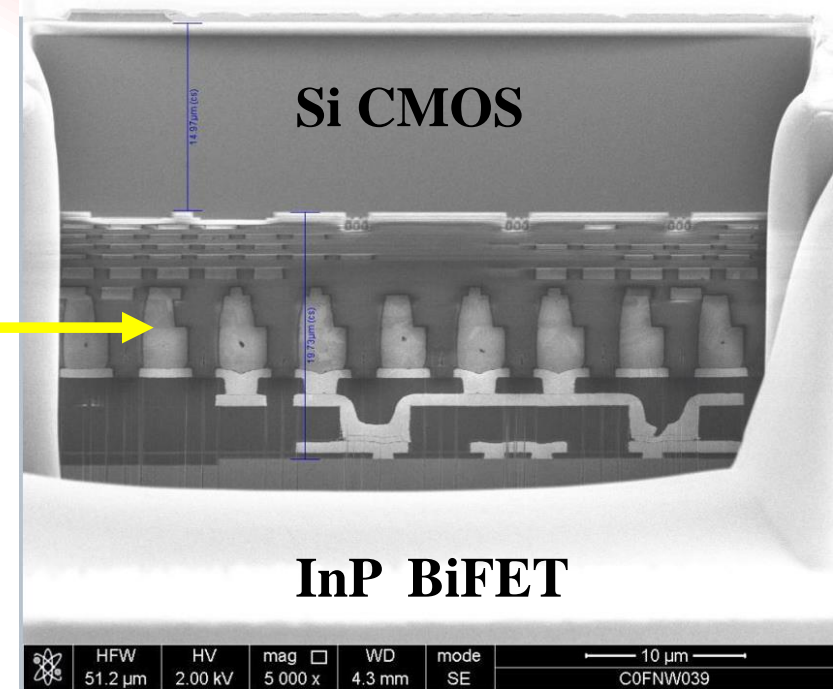 Si CMOS
14.97µm (cs)
19.73µm (cs)
InP BiFET
HFW HV mag WD mode 10 µm
51.2 µm 2.00 kV 5 000 x 4.3 mm SE C0FNW039